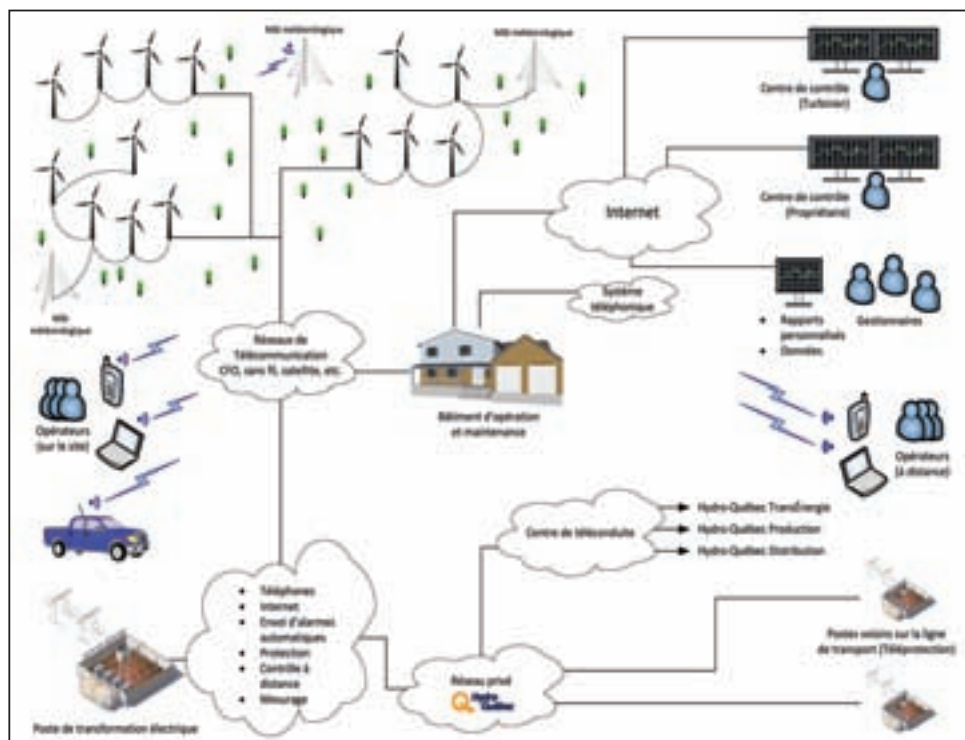 Mât météorologique
Mât météorologique
Centre de contrôle
(Turbinier)
Centre de contrôle
(Propriétaire)
Internet
Système
téléphonique
• Rapports
personnalisés
• Données
Gestionnaires
Mât
météorologique
Réseaux de
Télécommunication
sans fil, satellite, etc.
Bâtiment d'opération
et maintenance
Opérateurs
(sur le site)
Opérateurs
(à distance)
Centre de téléconduite
Hydro-Québec TransÉnergie
Hydro-Québec Production
Hydro-Québec Distribution
• Téléphones
• Internet
• Envoi d'alarmes
automatiques
• Protection
• Contrôle à
distance
• Mesurage
Poste de transformation électrique
Réseau privé
Hydro
Québec
Postes voisins sur la ligne
de transport (Téléprotection)